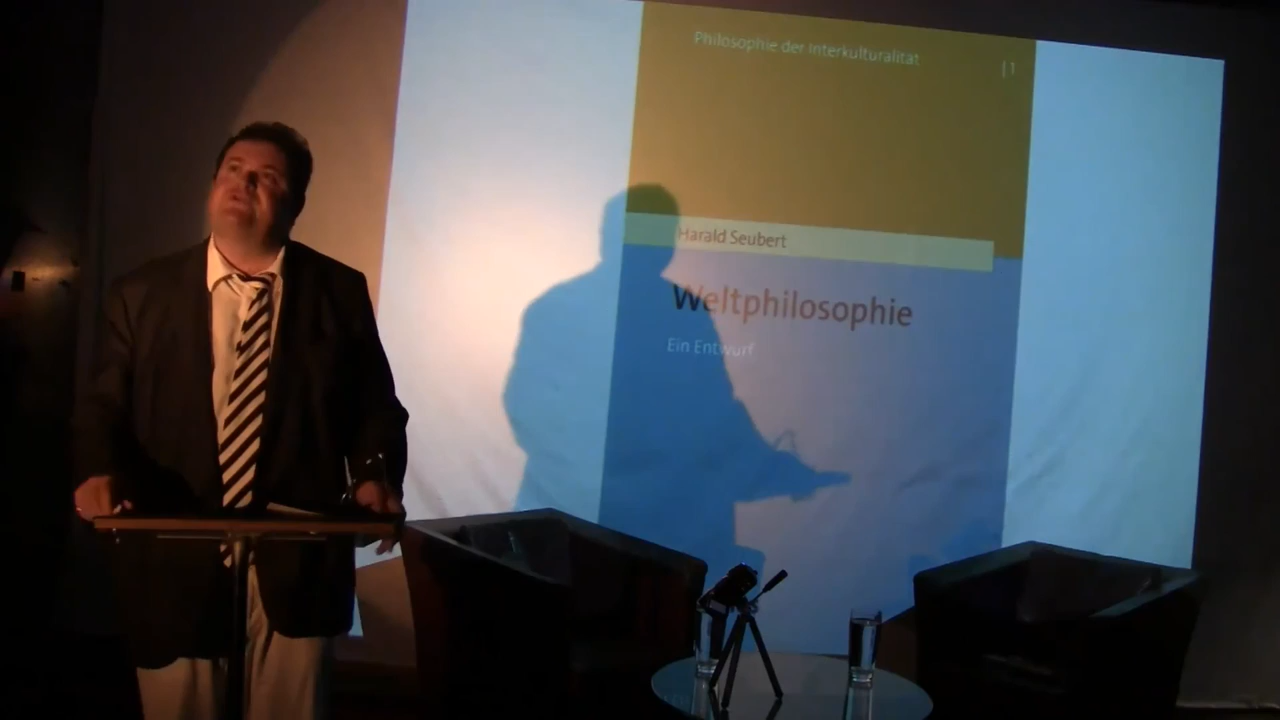 Philosophie der Interkulturalität
| 1
Harald Seubert
Weltphilosophie
Ein Entwurf